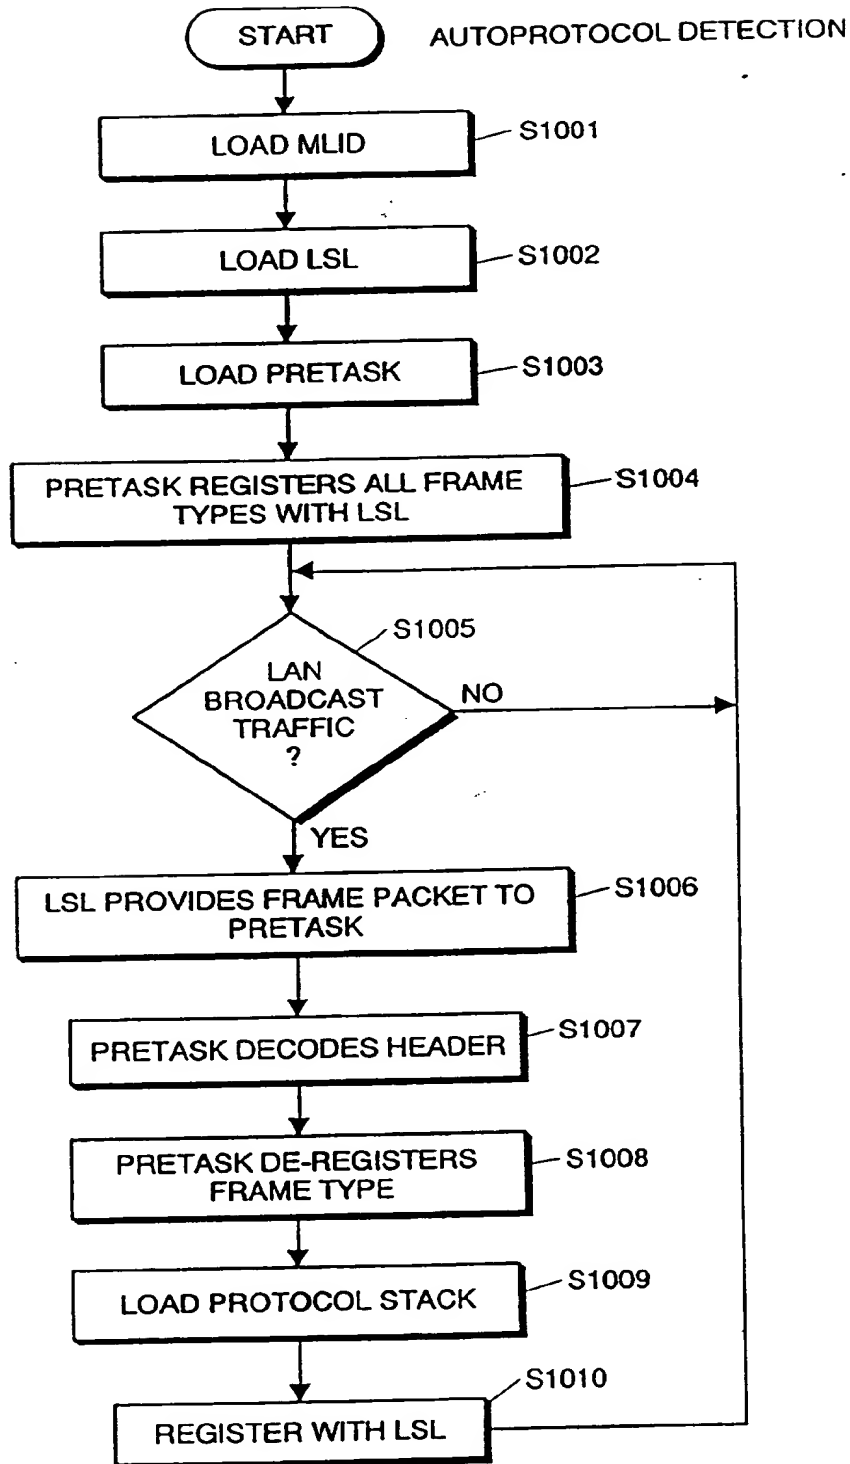 START
AUTOPROTOCOL DETECTION
LOAD MLID
S1001
LOAD LSL
S1002
LOAD PRETASK
S1003
PRETASK REGISTERS ALL FRAME
TYPES WITH LSL
S1004
S1005
LAN
BROADCAST
TRAFFIC
?
NO
YES
LSL PROVIDES FRAME PACKET TO
PRETASK
S1006
PRETASK DECODES HEADER
S1007
PRETASK DE-REGISTERS
FRAME TYPE
S1008
LOAD PROTOCOL STACK
S1009
REGISTER WITH LSL
S1010